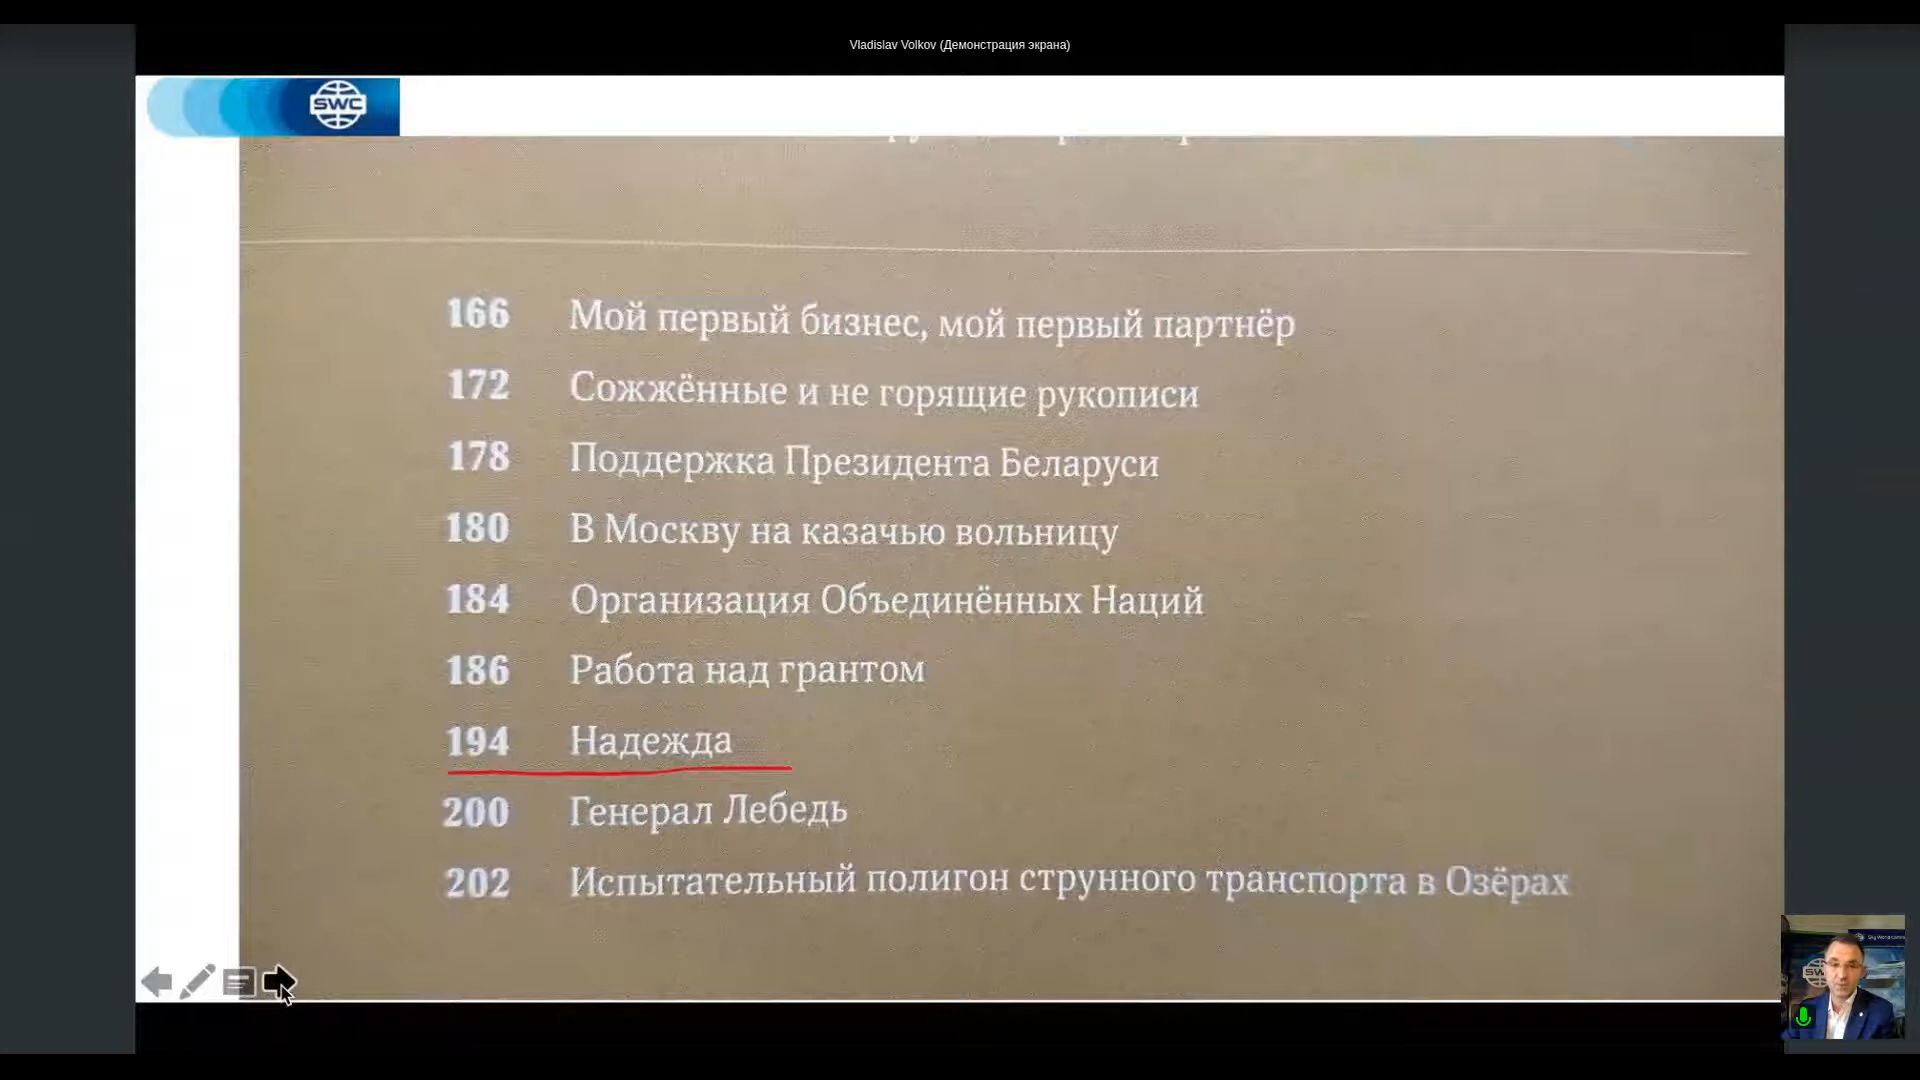 Vladislav Volkov (Демонстрация экрана)
SWC
166 Мой первый бизнес, мой первый партнёр
172 Сожжённые и не горящие рукописи
178 Поддержка Президента Беларуси
180 В Москву на казачью вольницу
184 Организация Объединённых Наций
186 Работа над грантом
194 Надежда
200 Генерал Лебедь
202 Испытательный полигон струнного транспорта в Озёрах